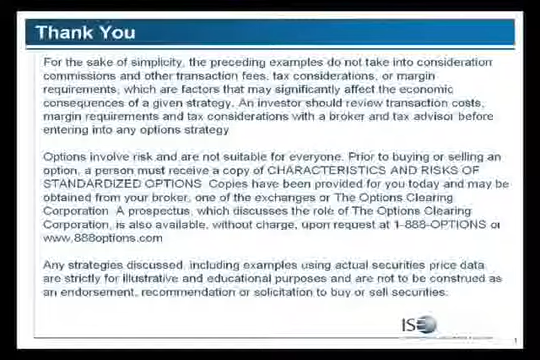 Thank You
For the sake of simplicity, the preceding examples do not take into consideration
commissions and other transaction fees, tax considerations, or margin
requirements, which are factors that may significantly affect the economic
consequences of a given strategy. An investor should review transaction costs,
margin requirements and tax considerations with a broker and tax advisor before
entering into any options strategy
Options involve risk and are not suitable for everyone. Prior to buying or selling an
option, a person must receive a copy of CHARACTERISTICS AND RISKS OF
STANDARDIZED OPTIONS. Copies have been provided for you today and may be
obtained from your broker, one of the exchanges or The Options Clearing
Corporation. A prospectus, which discusses the role of The Options Clearing
Corporation, is also available, without charge, upon request at 1-888-OPTIONS or
www.888options.com
Any strategies discussed, including examples using actual securities price data,
are strictly for illustrative and educational purposes and are not to be construed as
an endorsement, recommendation or solicitation to buy or sell securities.
ISE
1